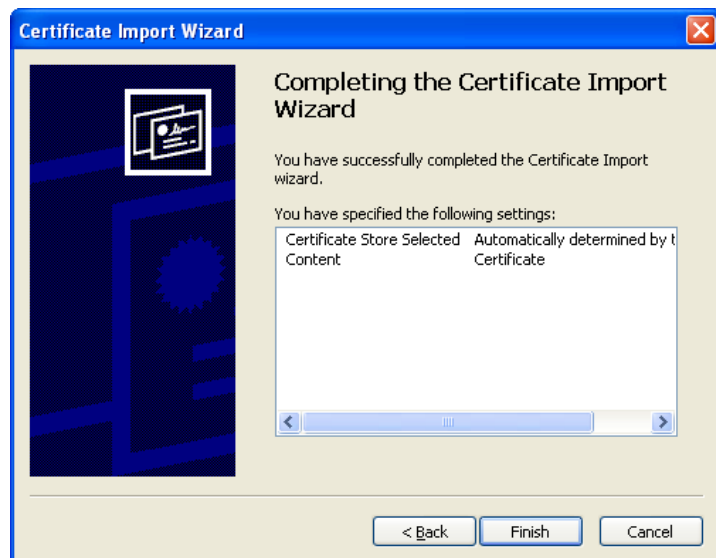 Certificate Import Wizard
Completing the Certificate Import
Wizard
You have successfully completed the Certificate Import
wizard.
You have specified the following settings:
Certificate Store Selected Automatically determined by t
Content Certificate
< Back Finish Cancel